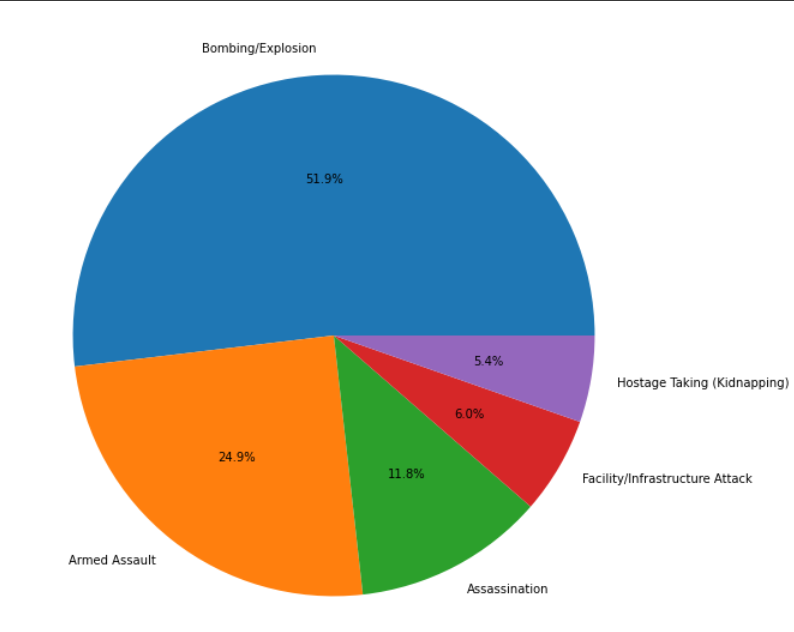 Bombing/Explosion
51.9%
5.4%
Hostage Taking (Kidnapping)
6.0%
24.9%
11.8%
Facility/Infrastructure Attack
Armed Assault
Assassination